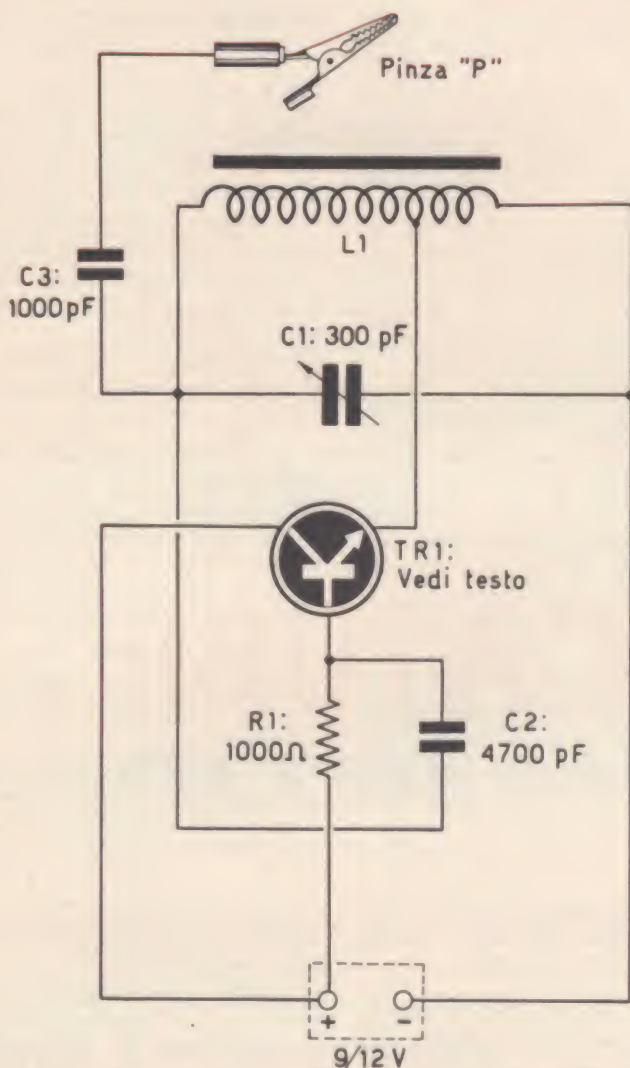 Pinza "P"
L1
C3:
1000pF
C1: 300 pF
TR1:
Vedi testo
R1:
1000Ω
C2:
4700 pF
+ -
9/12 V